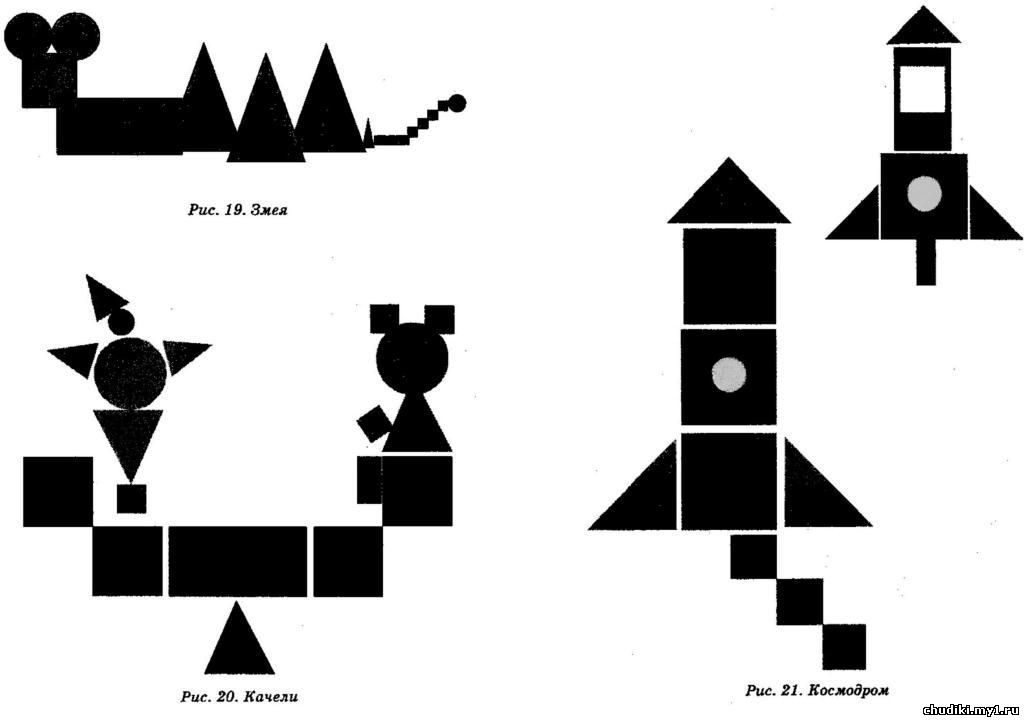 Рис. 19. Змея
Рис. 20. Качели
Рис. 21. Космодром
chudiki.my1.ru